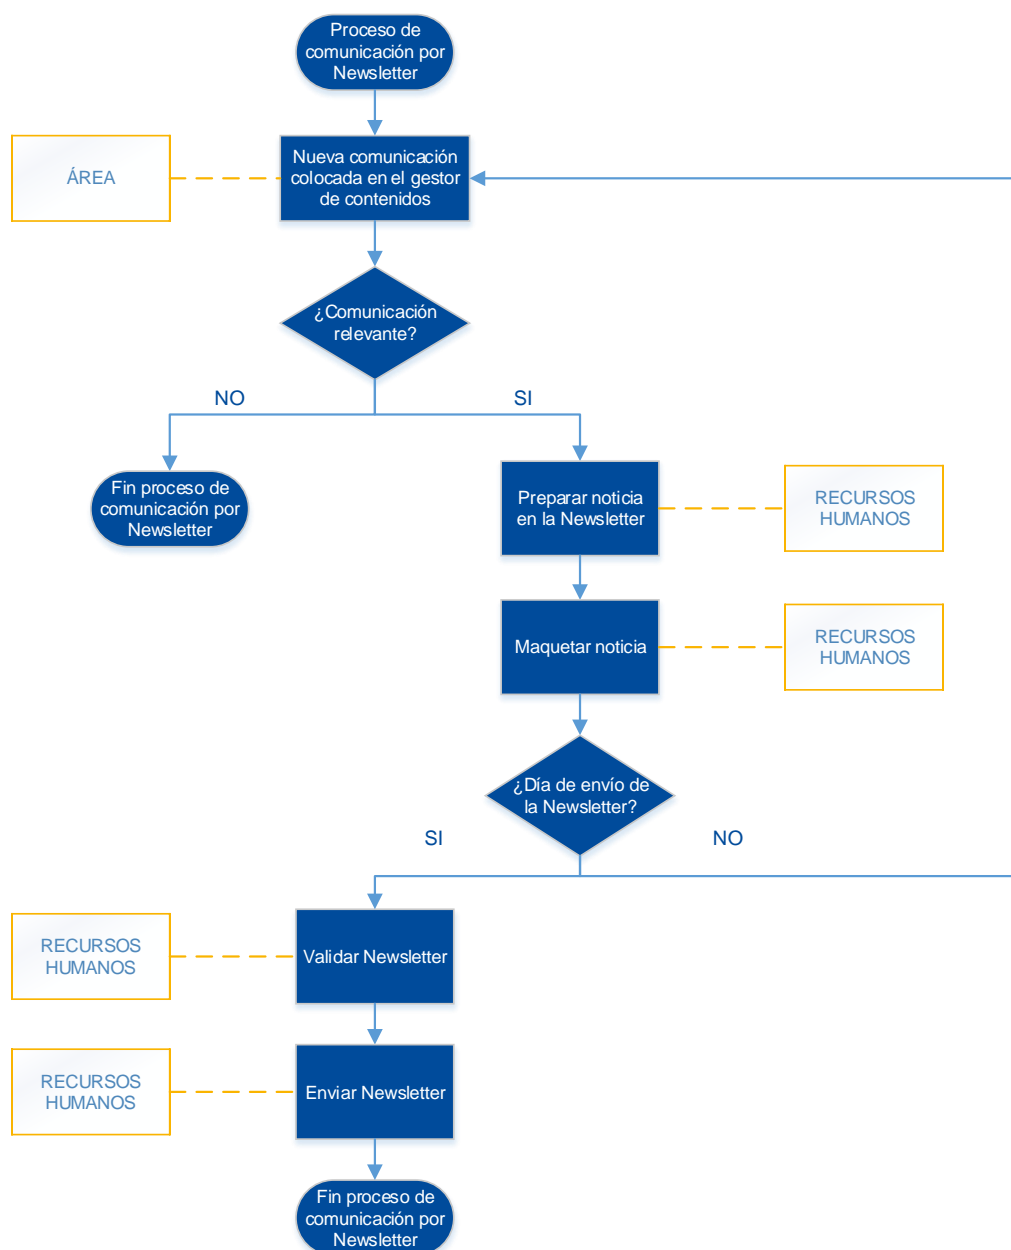 Proceso de
comunicación por
Newsletter
ÁREA
Nueva comunicación
colocada en el gestor
de contenidos
¿Comunicación
relevante?
NO
SI
Fin proceso de
comunicación por
Newsletter
Preparar noticia
en la Newsletter
RECURSOS
HUMANOS
Maquetar noticia
RECURSOS
HUMANOS
¿Día de envío de
la Newsletter?
SI
NO
RECURSOS
HUMANOS
Validar Newsletter
RECURSOS
HUMANOS
Enviar Newsletter
Fin proceso de
comunicación por
Newsletter